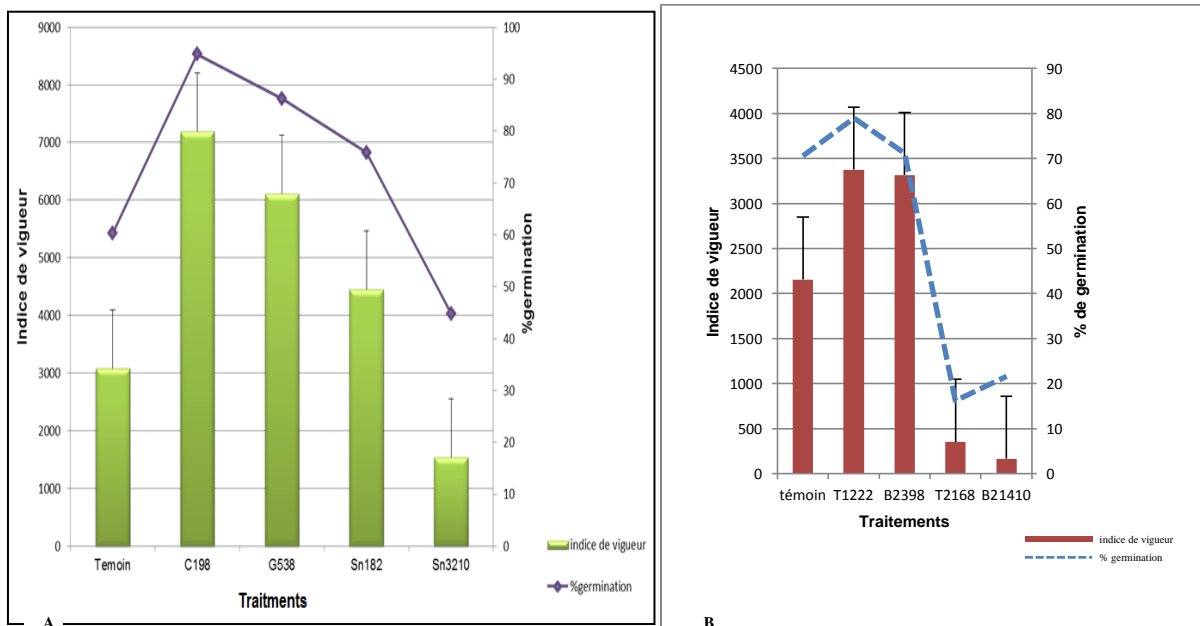 9000
8000
7000
6000
5000
4000
3000
2000
1000
0
Indice de vigueur
100
90
80
70
60
50
40
30
20
10
0
%germination
Temoin C198 G538 Sn182 Sn3210
Traitments
indice de vigueur
%germination
A
4500
4000
3500
3000
2500
2000
1500
1000
500
0
Indice de vigueur
90
80
70
60
50
40
30
20
10
0
% de germination
témoin T1222 B2398 T2168 B21410
Traitements
indice de vigueur
% germination
B